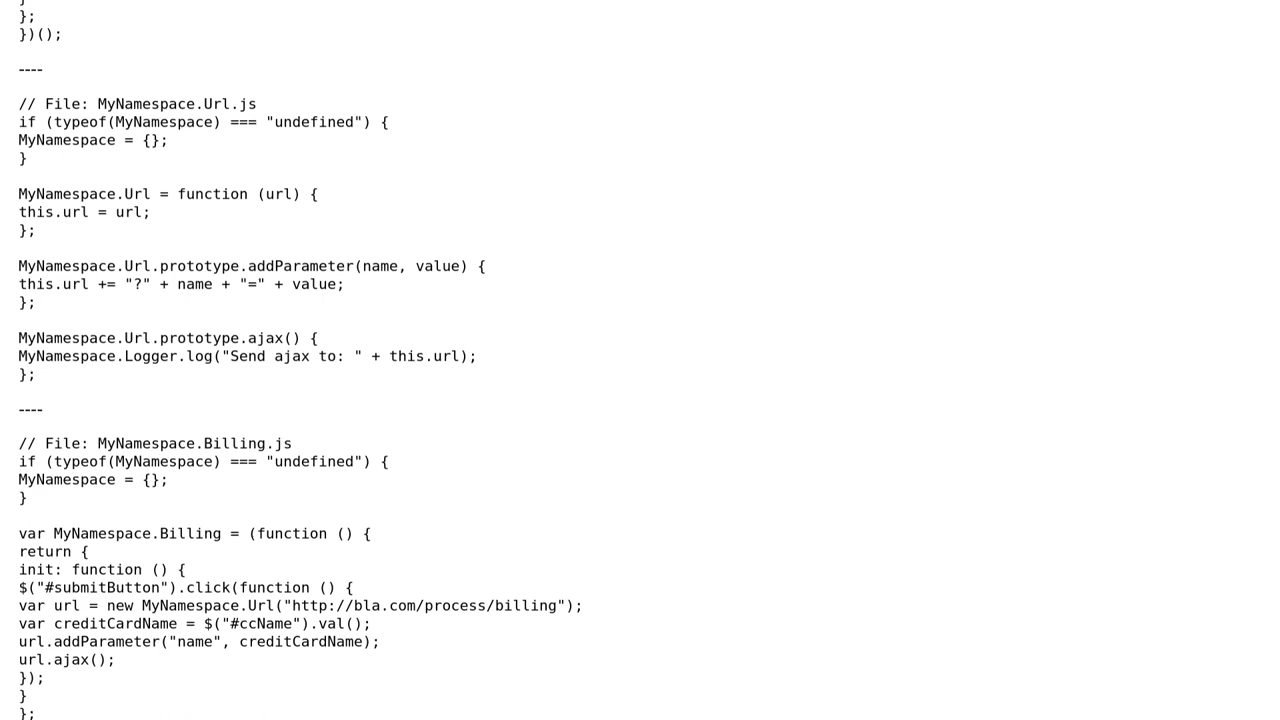 };
})();
----
// File: MyNamespace.Url.js
if (typeof(MyNamespace) === "undefined") {
MyNamespace = {};
}
MyNamespace.Url = function (url) {
this.url = url;
};
MyNamespace.Url.prototype.addParameter(name, value) {
this.url += "?" + name + "=" + value;
};
MyNamespace.Url.prototype.ajax() {
MyNamespace.Logger.log("Send ajax to: " + this.url);
};
----
// File: MyNamespace.Billing.js
if (typeof(MyNamespace) === "undefined") {
MyNamespace = {};
}
var MyNamespace.Billing = (function () {
return {
init: function () {
$("#submitButton").click(function () {
var url = new MyNamespace.Url("http://bla.com/process/billing");
var creditCardName = $("#ccName").val();
url.addParameter("name", creditCardName);
url.ajax();
});
}
};